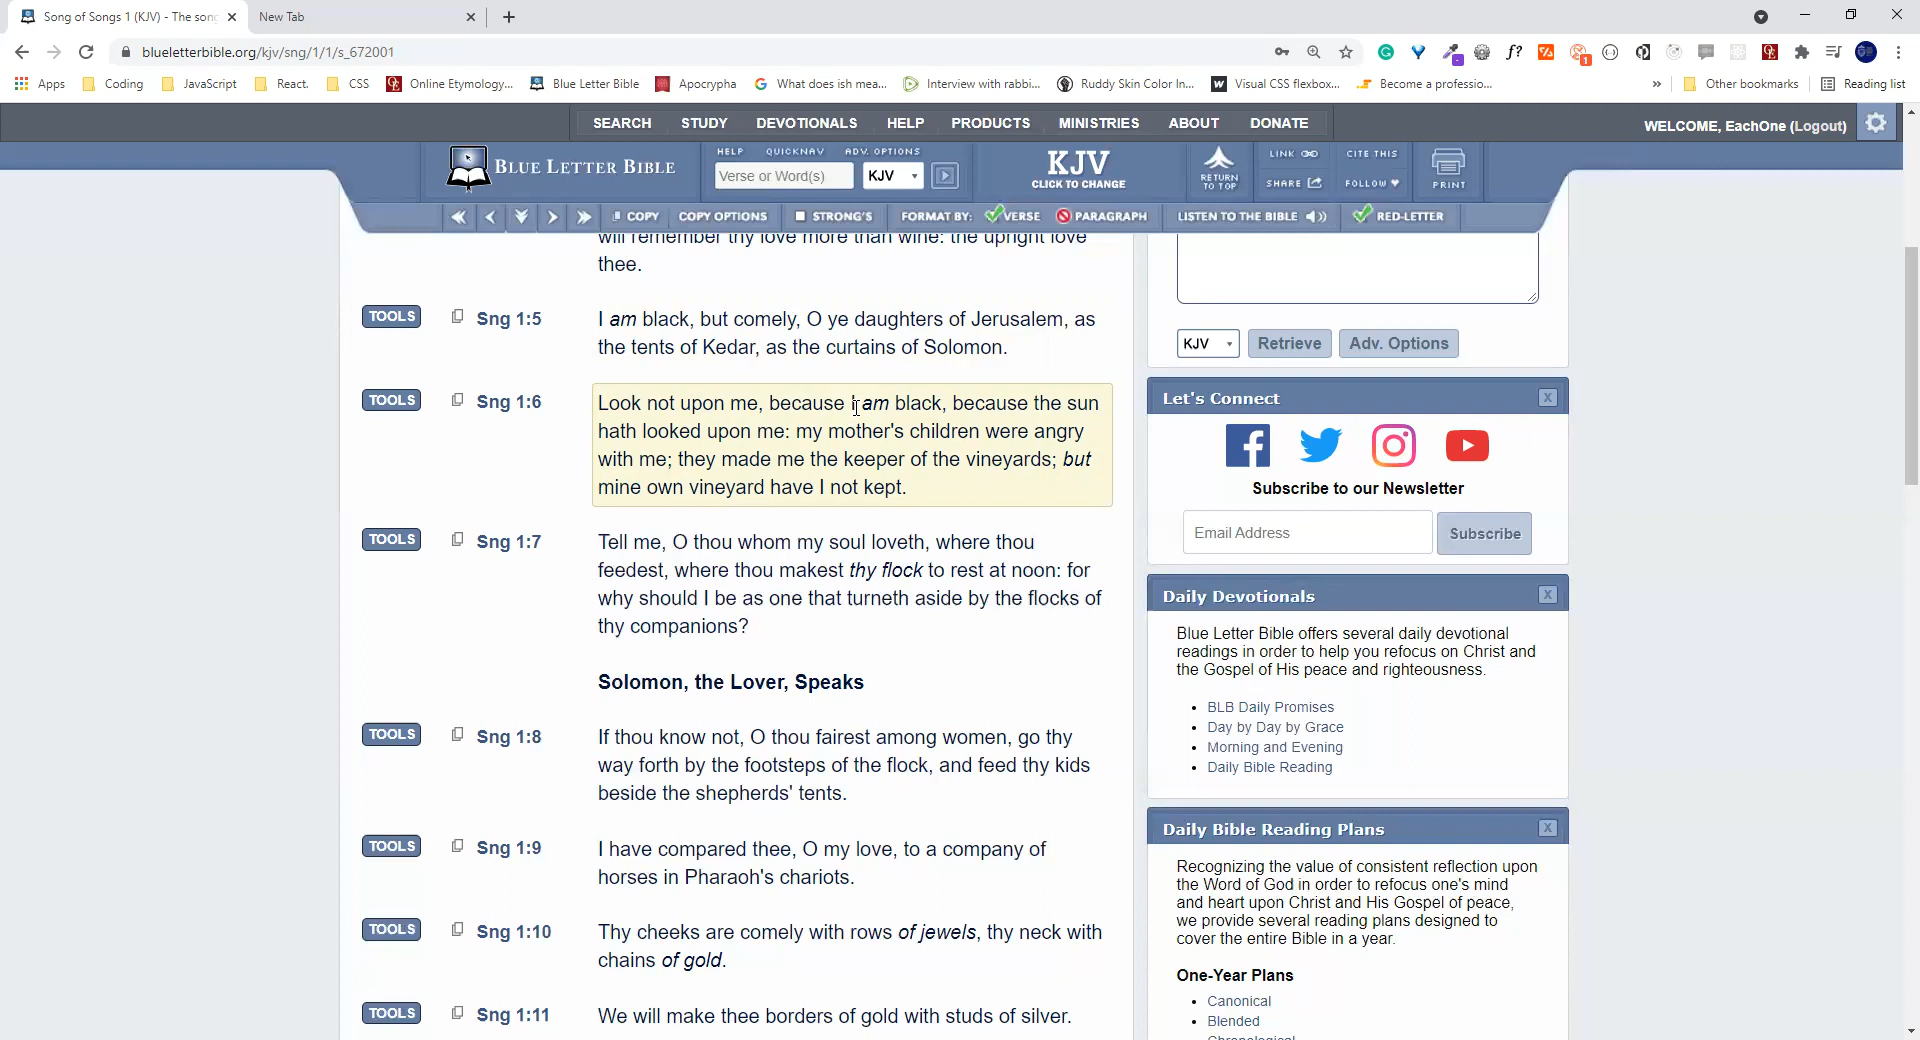 Song of Songs 1 (KJV) - The song
New Tab
blueletterbible.org/kjv/sng/1/1/s_672001
Apps
Coding
JavaScript
React.
CSS
Online Etymology...
Blue Letter Bible
Apocrypha
What does ish mea...
Interview with rabbi...
Ruddy Skin Color In...
Visual CSS flexbox...
Become a professio...
»
Other bookmarks
Reading list
SEARCH STUDY DEVOTIONALS HELP PRODUCTS MINISTRIES ABOUT DONATE
WELCOME, EachOne (Logout)
BLUE LETTER BIBLE
HELP QUICKNAV ADV. OPTIONS
Verse or Word(s)
KJV
KJV
CLICK TO CHANGE
RETURN
TO TOP
LINK
CITE THIS
SHARE
FOLLOW
PRINT
COPY COPY OPTIONS STRONG'S FORMAT BY: VERSE PARAGRAPH LISTEN TO THE BIBLE RED-LETTER
will remember thy love more than wine: the upright love
thee.
TOOLS Sng 1:5 I am black, but comely, O ye daughters of Jerusalem, as
the tents of Kedar, as the curtains of Solomon.
TOOLS Sng 1:6 Look not upon me, because I am black, because the sun
hath looked upon me: my mother's children were angry
with me; they made me the keeper of the vineyards; but
mine own vineyard have I not kept.
TOOLS Sng 1:7 Tell me, O thou whom my soul loveth, where thou
feedest, where thou makest thy flock to rest at noon: for
why should I be as one that turneth aside by the flocks of
thy companions?
Solomon, the Lover, Speaks
TOOLS Sng 1:8 If thou know not, O thou fairest among women, go thy
way forth by the footsteps of the flock, and feed thy kids
beside the shepherds' tents.
TOOLS Sng 1:9 I have compared thee, O my love, to a company of
horses in Pharaoh's chariots.
TOOLS Sng 1:10 Thy cheeks are comely with rows of jewels, thy neck with
chains of gold.
TOOLS Sng 1:11 We will make thee borders of gold with studs of silver.
KJV Retrieve Adv. Options
Let's Connect X
Subscribe to our Newsletter
Email Address Subscribe
Daily Devotionals X
Blue Letter Bible offers several daily devotional
readings in order to help you refocus on Christ and
the Gospel of His peace and righteousness.
BLB Daily Promises
Day by Day by Grace
Morning and Evening
Daily Bible Reading
Daily Bible Reading Plans X
Recognizing the value of consistent reflection upon
the Word of God in order to refocus one's mind
and heart upon Christ and His Gospel of peace,
we provide several reading plans designed to
cover the entire Bible in a year.
One-Year Plans
Canonical
Blended
Chronological